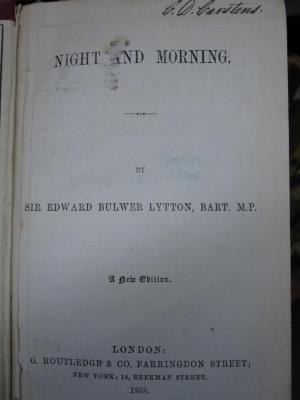 C. D. Carstens.
NIGHT AND MORNING.
BY
SIR EDWARD BULWER LYTTON, BART. M.P.
A New Edition.
LONDON:
G. ROUTLEDGE & CO. FARRINGDON STREET;
NEW YORK: 18, BEEKMAN STREET.
1858.